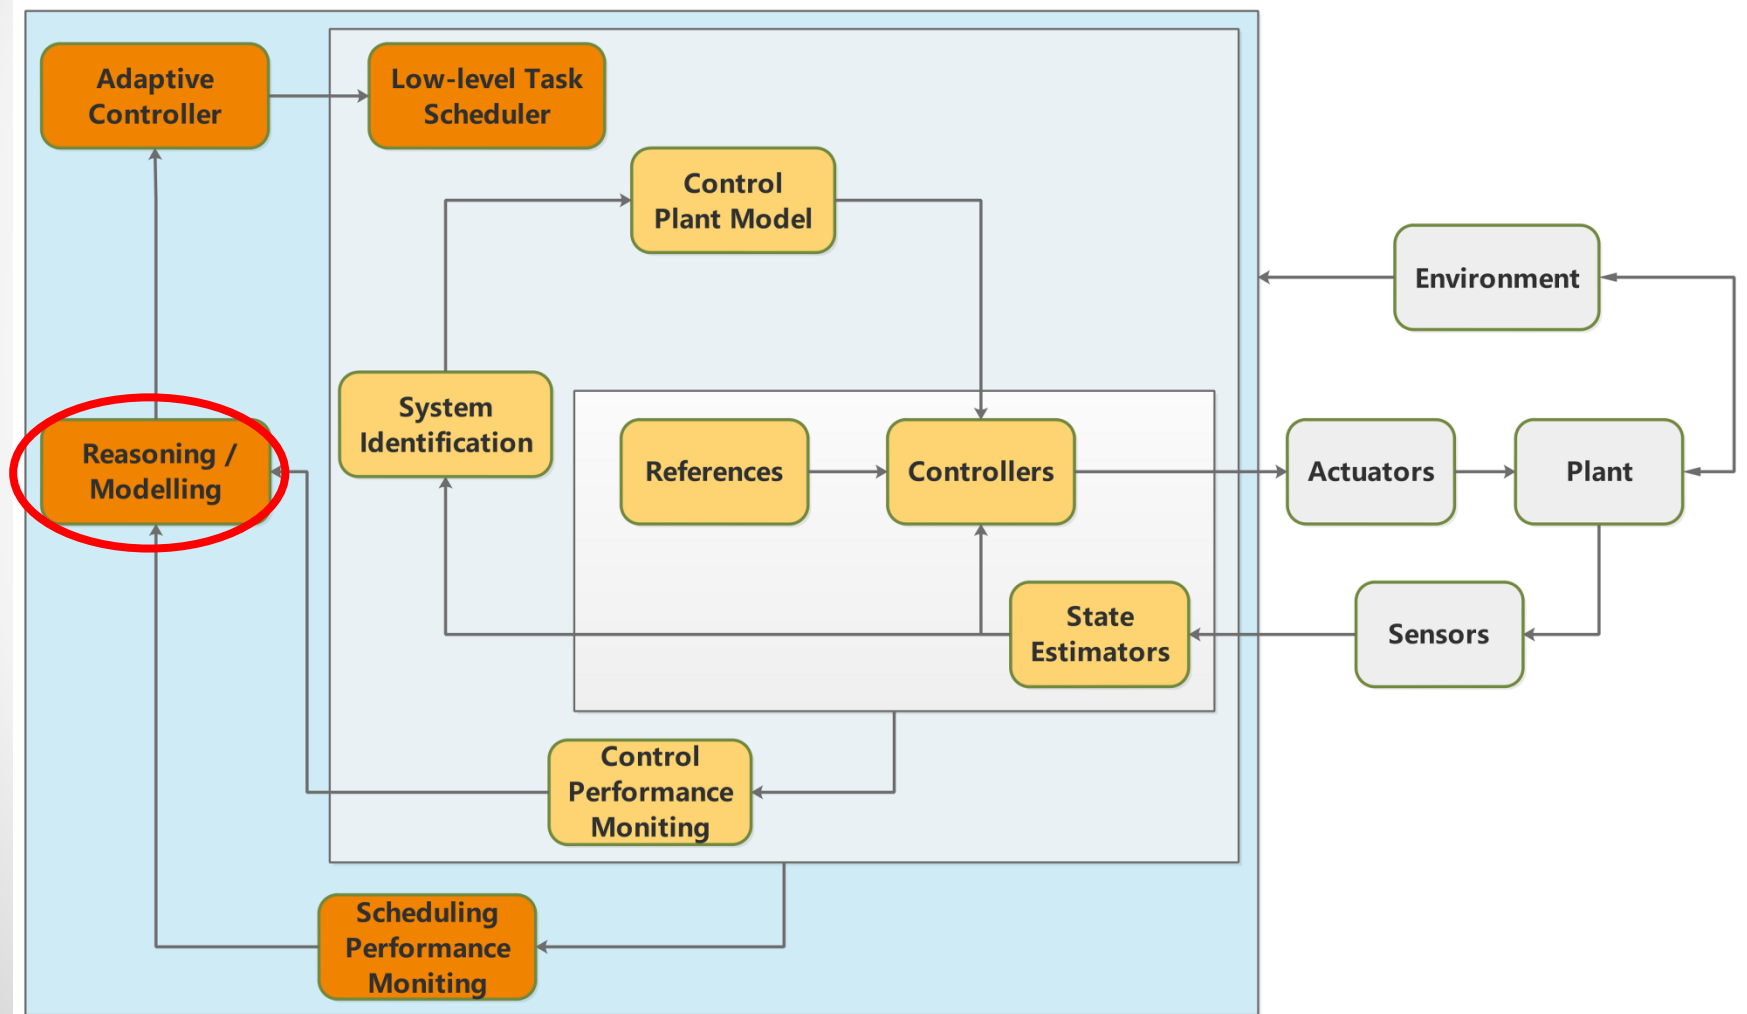 Adaptive
Controller
Low-level Task
Scheduler
Control
Plant Model
Environment
System
Identification
References
Controllers
Actuators
Plant
Reasoning /
Modelling
State
Estimators
Sensors
Control
Performance
Moniting
Scheduling
Performance
Moniting